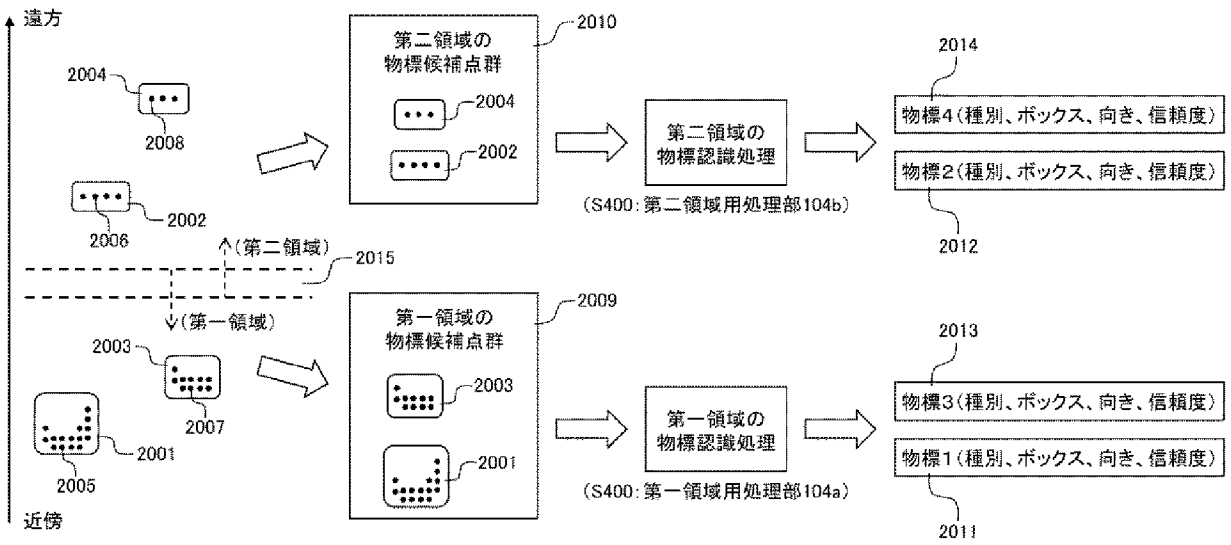 遠方
2004
2008
2002
2006
(第二領域)
2015
(第一領域)
2003
2007
2001
2005
近傍
2010
第二領域の
物標候補点群
2004
2002
2009
第一領域の
物標候補点群
2003
2001
第二領域の
物標認識処理
(S400:第二領域用処理部104b)
第一領域の
物標認識処理
(S400:第一領域用処理部104a)
2014
物標4(種別、ボックス、向き、信頼度)
物標2(種別、ボックス、向き、信頼度)
2012
2013
物標3(種別、ボックス、向き、信頼度)
物標1(種別、ボックス、向き、信頼度)
2011